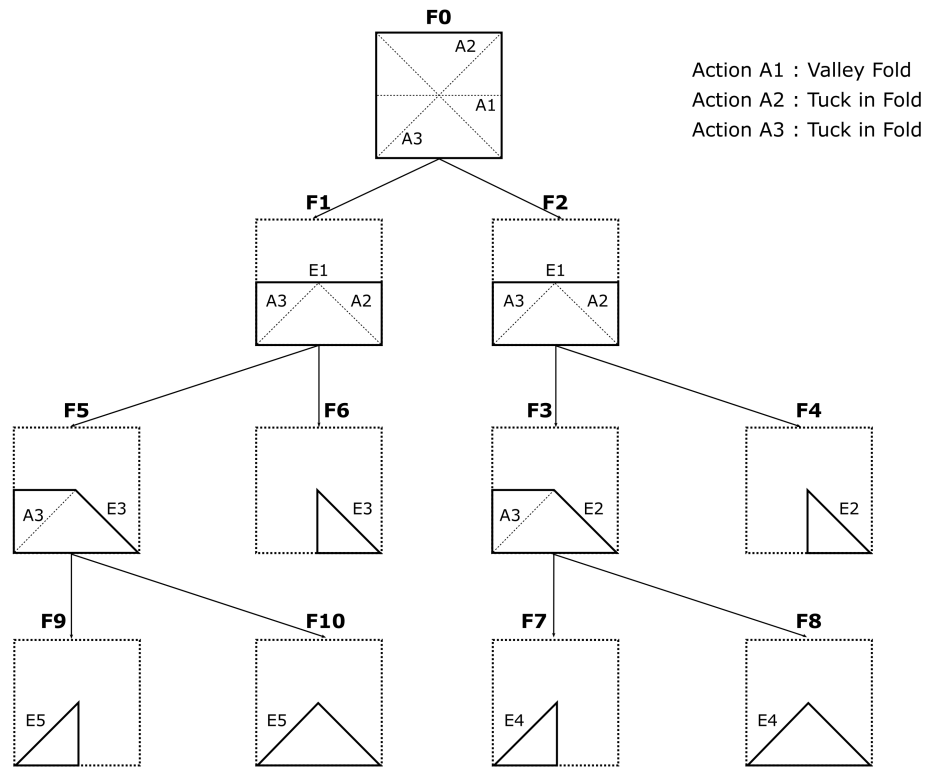 F0
A2
A1
A3
Action A1 : Valley Fold
Action A2 : Tuck in Fold
Action A3 : Tuck in Fold
F1
F2
E1
A3
A2
E1
A3
A2
F5
F6
F3
F4
A3
E3
E3
A3
E2
E2
F9
F10
F7
F8
E5
E5
E4
E4